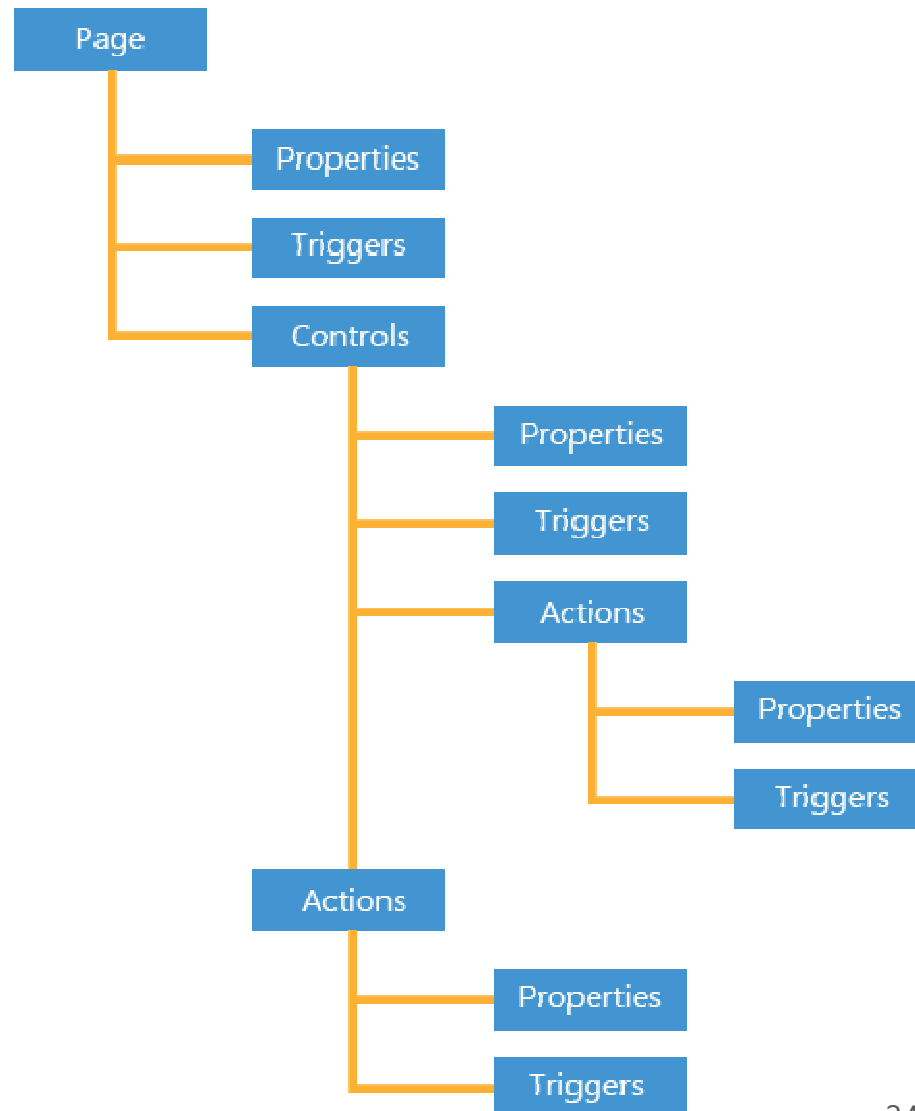 Page
Properties
Triggers
Controls
Properties
Triggers
Actions
Properties
Triggers
Actions
Properties
Triggers